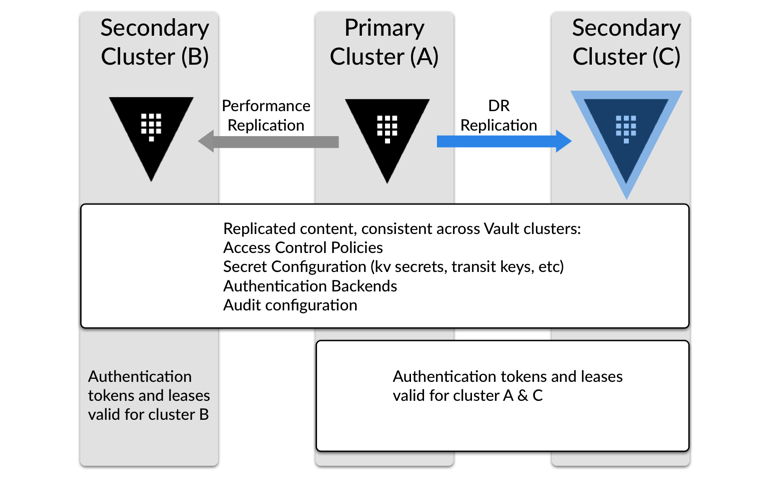 Secondary
Cluster (B)
Primary
Cluster (A)
Secondary
Cluster (C)
Performance
Replication
DR
Replication
Replicated content, consistent across Vault clusters:
Access Control Policies
Secret Configuration (kv secrets, transit keys, etc)
Authentication Backends
Audit configuration
Authentication
tokens and leases
valid for cluster B
Authentication tokens and leases
valid for cluster A & C